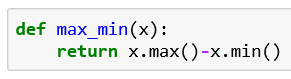 def max_min(x):
    return x.max()-x.min()